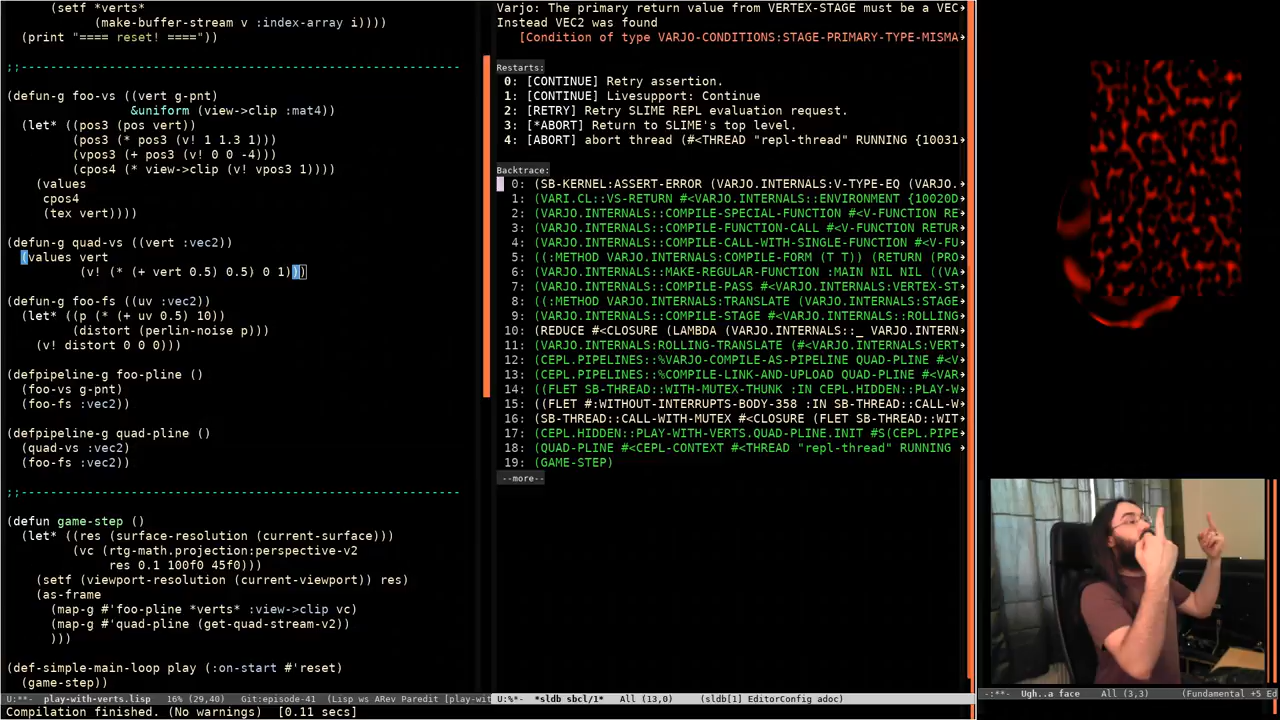 (setf *verts*
          (make-buffer-stream v :index-array i))))
  (print "==== reset! ===="))
;;----------------------------------------------------------
(defun-g foo-vs ((vert g-pnt)
                 &uniform (view->clip :mat4))
  (let* ((pos3 (pos vert))
         (pos3 (* pos3 (v! 1 1.3 1)))
         (vpos3 (+ pos3 (v! 0 0 -4)))
         (cpos4 (* view->clip (v! vpos3 1))))
    (values
     cpos4
     (tex vert))))
(defun-g quad-vs ((vert :vec2))
  (values vert
          (v! (* (+ vert 0.5) 0.5) 0 1)))
(defun-g foo-fs ((uv :vec2))
  (let* ((p (* (+ uv 0.5) 10))
         (distort (perlin-noise p)))
    (v! distort 0 0 0)))
(defpipeline-g foo-pline ()
  (foo-vs g-pnt)
  (foo-fs :vec2))
(defpipeline-g quad-pline ()
  (quad-vs :vec2)
  (foo-fs :vec2))
;;----------------------------------------------------------
(defun game-step ()
  (let* ((res (surface-resolution (current-surface)))
         (vc (rtg-math.projection:perspective-v2
              res 0.1 100f0 45f0)))
    (setf (viewport-resolution (current-viewport)) res)
    (as-frame
      (map-g #'foo-pline *verts* :view->clip vc)
      (map-g #'quad-pline (get-quad-stream-v2))
      )))
(def-simple-main-loop play (:on-start #'reset)
  (game-step))
U:**-  play-with-verts.lisp   16% (29,40)   Git:episode-41  (Lisp ws ARev Paredit [play-wit
Compilation finished. (No warnings)  [0.11 secs]
Varjo: The primary return value from VERTEX-STAGE must be a VEC
Instead VEC2 was found
   [Condition of type VARJO-CONDITIONS:STAGE-PRIMARY-TYPE-MISMA
Restarts:
 0: [CONTINUE] Retry assertion.
 1: [CONTINUE] Livesupport: Continue
 2: [RETRY] Retry SLIME REPL evaluation request.
 3: [*ABORT] Return to SLIME's top level.
 4: [ABORT] abort thread (#<THREAD "repl-thread" RUNNING {10031
Backtrace:
 0: (SB-KERNEL:ASSERT-ERROR (VARJO.INTERNALS:V-TYPE-EQ (VARJO.
 1: (VARI.CL::VS-RETURN #<VARJO.INTERNALS::ENVIRONMENT {10020D
 2: (VARJO.INTERNALS::COMPILE-SPECIAL-FUNCTION #<V-FUNCTION RE
 3: (VARJO.INTERNALS::COMPILE-FUNCTION-CALL #<V-FUNCTION RETUR
 4: (VARJO.INTERNALS::COMPILE-CALL-WITH-SINGLE-FUNCTION #<V-FU
 5: ((:METHOD VARJO.INTERNALS:COMPILE-FORM (T T)) (RETURN (PRO
 6: (VARJO.INTERNALS::MAKE-REGULAR-FUNCTION :MAIN NIL NIL ((VA
 7: (VARJO.INTERNALS::COMPILE-PASS #<VARJO.INTERNALS:VERTEX-ST
 8: ((:METHOD VARJO.INTERNALS:TRANSLATE (VARJO.INTERNALS:STAGE
 9: (VARJO.INTERNALS::COMPILE-STAGE #<VARJO.INTERNALS::ROLLING
10: (REDUCE #<CLOSURE (LAMBDA (VARJO.INTERNALS::_ VARJO.INTERN
11: (VARJO.INTERNALS:ROLLING-TRANSLATE (#<VARJO.INTERNALS:VERT
12: (CEPL.PIPELINES::%VARJO-COMPILE-AS-PIPELINE QUAD-PLINE #<V
13: (CEPL.PIPELINES::%COMPILE-LINK-AND-UPLOAD QUAD-PLINE #<VAR
14: ((FLET SB-THREAD::WITH-MUTEX-THUNK :IN CEPL.HIDDEN::PLAY-W
15: ((FLET #:WITHOUT-INTERRUPTS-BODY-358 :IN SB-THREAD::CALL-W
16: (SB-THREAD::CALL-WITH-MUTEX #<CLOSURE (FLET SB-THREAD::WIT
17: (CEPL.HIDDEN::PLAY-WITH-VERTS.QUAD-PLINE.INIT #S(CEPL.PIPE
18: (QUAD-PLINE #<CEPL-CONTEXT #<THREAD "repl-thread" RUNNING
19: (GAME-STEP)
--more--
U:%*-  *sldb sbcl/1*   All (13,0)     (sldb[1] EditorConfig adoc)
-:**-  Ugh..a face    All (3,3)     (Fundamental +5 Ed